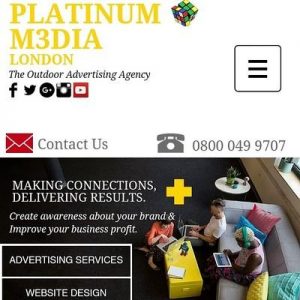 PLATINUM
M3DIA
LONDON
The Outdoor Advertising Agency
Contact Us
0800 049 9707
MAKING CONNECTIONS,
DELIVERING RESULTS.
Create awareness about your brand &
Improve your business profit.
ADVERTISING SERVICES
WEBSITE DESIGN